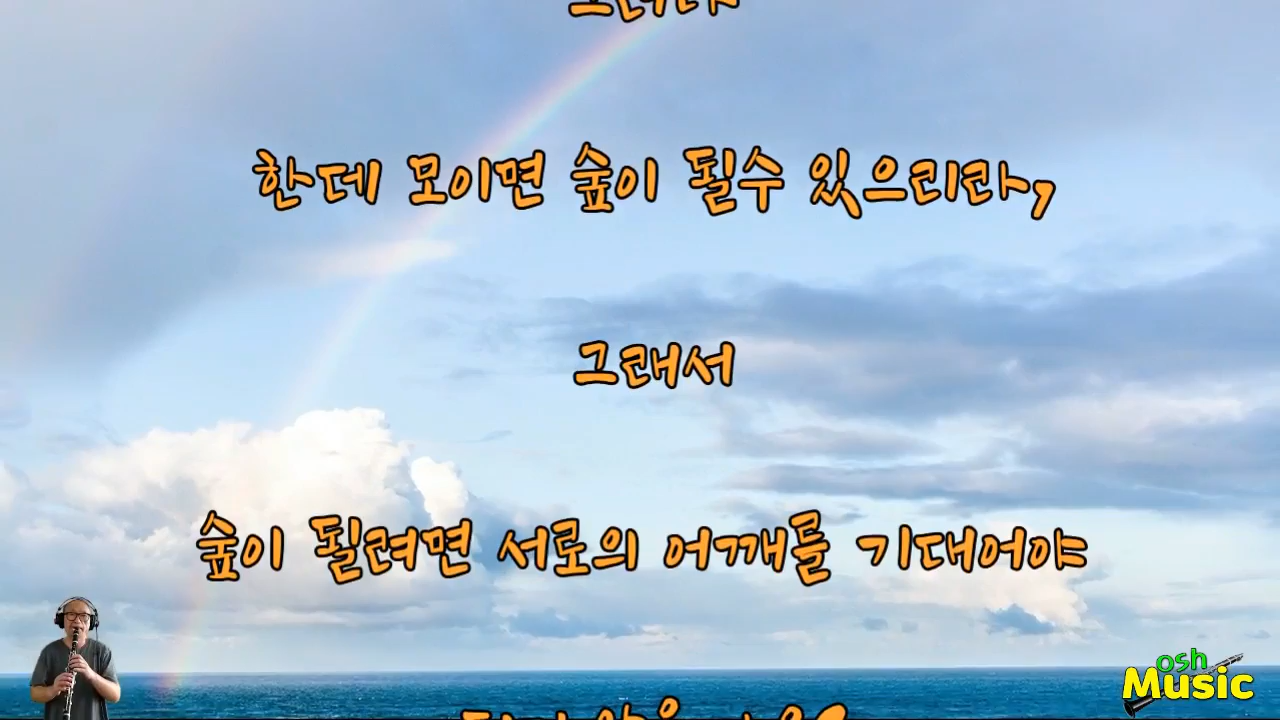 한데 모이면 숲이 될수 있으리라,
그래서
숲이 될려면 서로의 어깨를 기대어야
osh
Music